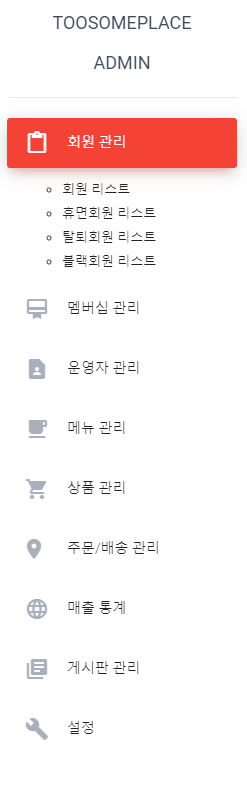 TOOSOMEPLACE
ADMIN
회원 관리
회원 리스트
휴면회원 리스트
탈퇴회원 리스트
블랙회원 리스트
멤버십 관리
운영자 관리
메뉴 관리
상품 관리
주문/배송 관리
매출 통계
게시판 관리
설정